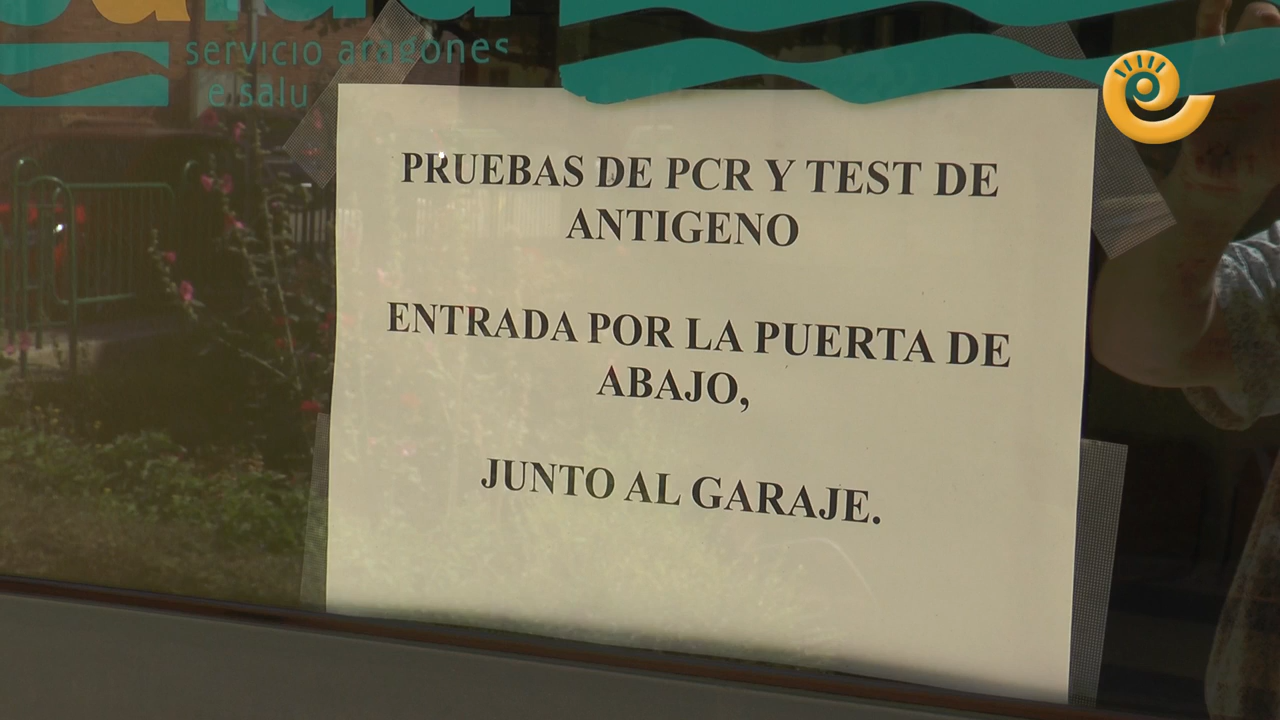 servicio aragones
e salu
PRUEBAS DE PCR Y TEST DE
ANTIGENO
ENTRADA POR LA PUERTA DE
ABAJO,
JUNTO AL GARAJE.